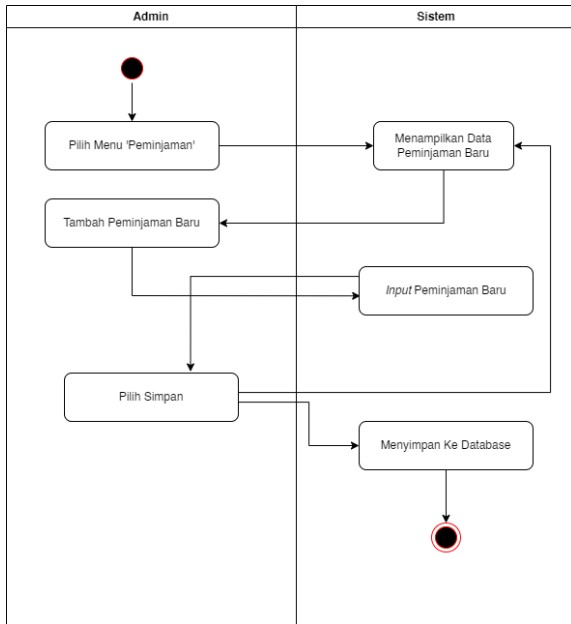 Admin
Sistem
Pilih Menu 'Peminjaman'
Menampilkan Data
Peminjaman Baru
Tambah Peminjaman Baru
Input Peminjaman Baru
Pilih Simpan
Menyimpan Ke Database